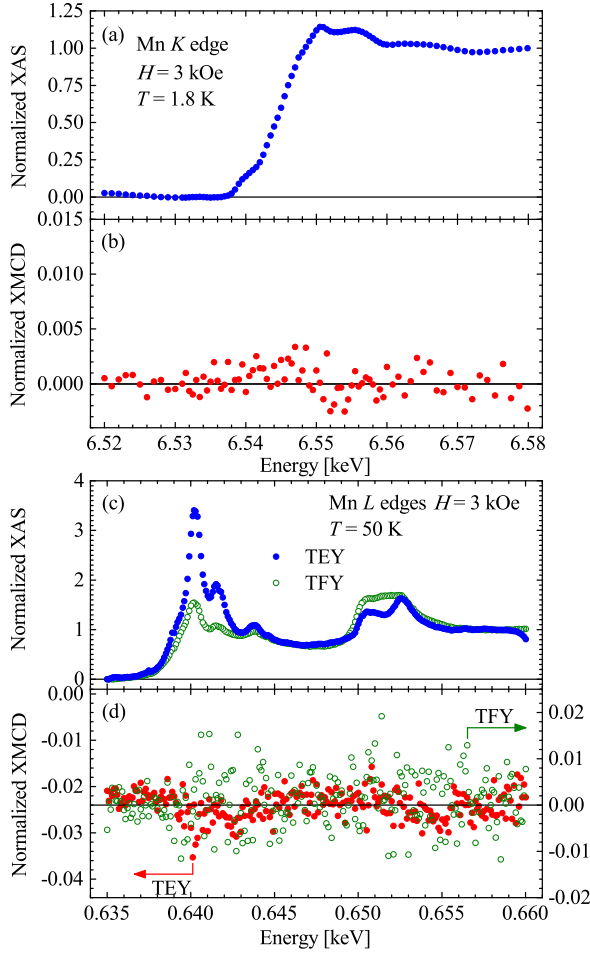 1.25
1.00
0.75
0.50
0.25
0.00
Normalized XAS
(a)
Mn K edge
H = 3 kOe
T = 1.8 K
0.015
0.010
0.005
0.000
Normalized XMCD
(b)
6.52 6.53 6.54 6.55 6.56 6.57 6.58
Energy [keV]
4
3
2
1
0
Normalized XAS
(c)
Mn L edges H = 3 kOe
T = 50 K
TEY
TFY
0.00
-0.01
-0.02
-0.03
-0.04
Normalized XMCD
(d)
TFY
TEY
0.02
0.01
0.00
-0.01
-0.02
0.635 0.640 0.645 0.650 0.655 0.660
Energy [keV]